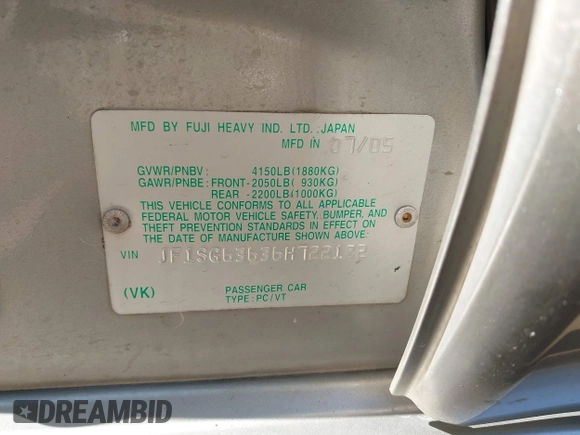 MFD BY FUJI HEAVY IND. LTD.,JAPAN
MFD IN 07/05
GVWR/PNBV : 4150LB(1880KG)
GAWR/PNBE : FRONT-2050LB( 930KG)
REAR -2200LB(1000KG)
THIS VEHICLE CONFORMS TO ALL APPLICABLE
FEDERAL MOTOR VEHICLE SAFETY, BUMPER, AND
THEFT PREVENTION STANDARDS IN EFFECT ON
THE DATE OF MANUFACTURE SHOWN ABOVE.
VIN JF1SG63636H722132
(VK) PASSENGER CAR
TYPE:PC/VT
DREAMBID